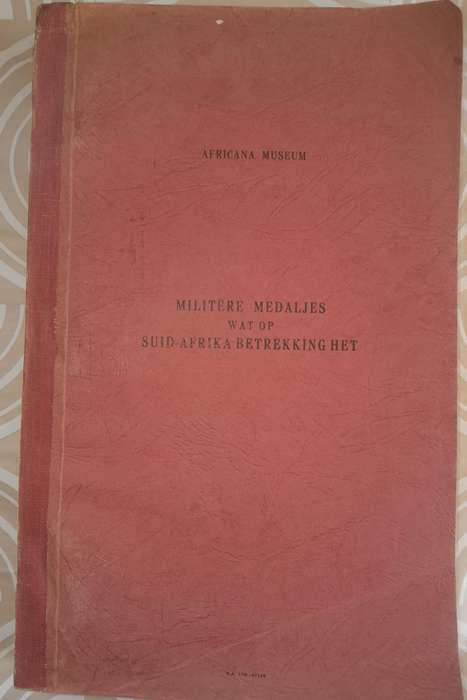 AFRICANA MUSEUM
MILITÊRE MEDALJES
WAT OP
SUID-AFRIKA BETREKKING HET